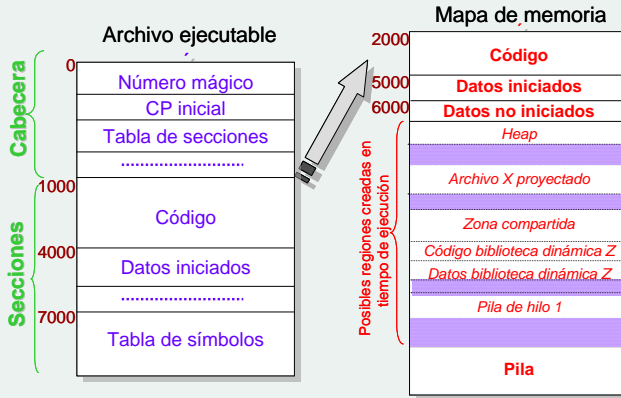 Archivo ejecutable
Cabecera
Secciones
0
Número mágico
CP inicial
Tabla de secciones
........................
1000
Código
4000
Datos iniciados
........................
7000
Tabla de símbolos
Mapa de memoria
2000
Código
5000
Datos iniciados
6000
Datos no iniciados
Posibles regiones creadas en
tiempo de ejecución
Heap
Archivo X proyectado
Zona compartida
Código biblioteca dinámica Z
Datos biblioteca dinámica Z
Pila de hilo 1
Pila